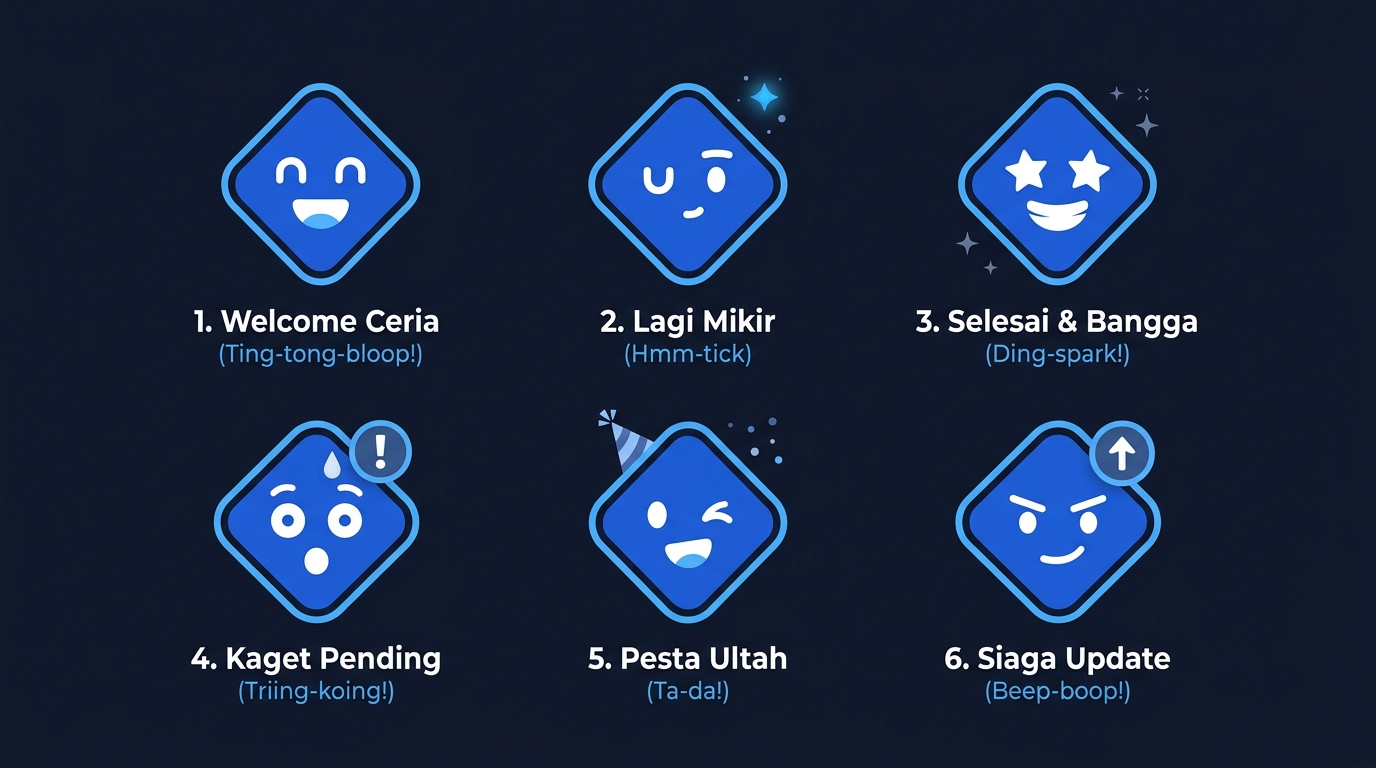 1. Welcome Ceria
(Ting-tong-bloop!)
2. Lagi Mikir
(Hmm-tick)
3. Selesai & Bangga
(Ding-spark!)
!
4. Kaget Pending
(Triing-koing!)
5. Pesta Ultah
(Ta-da!)
6. Siaga Update
(Beep-boop!)